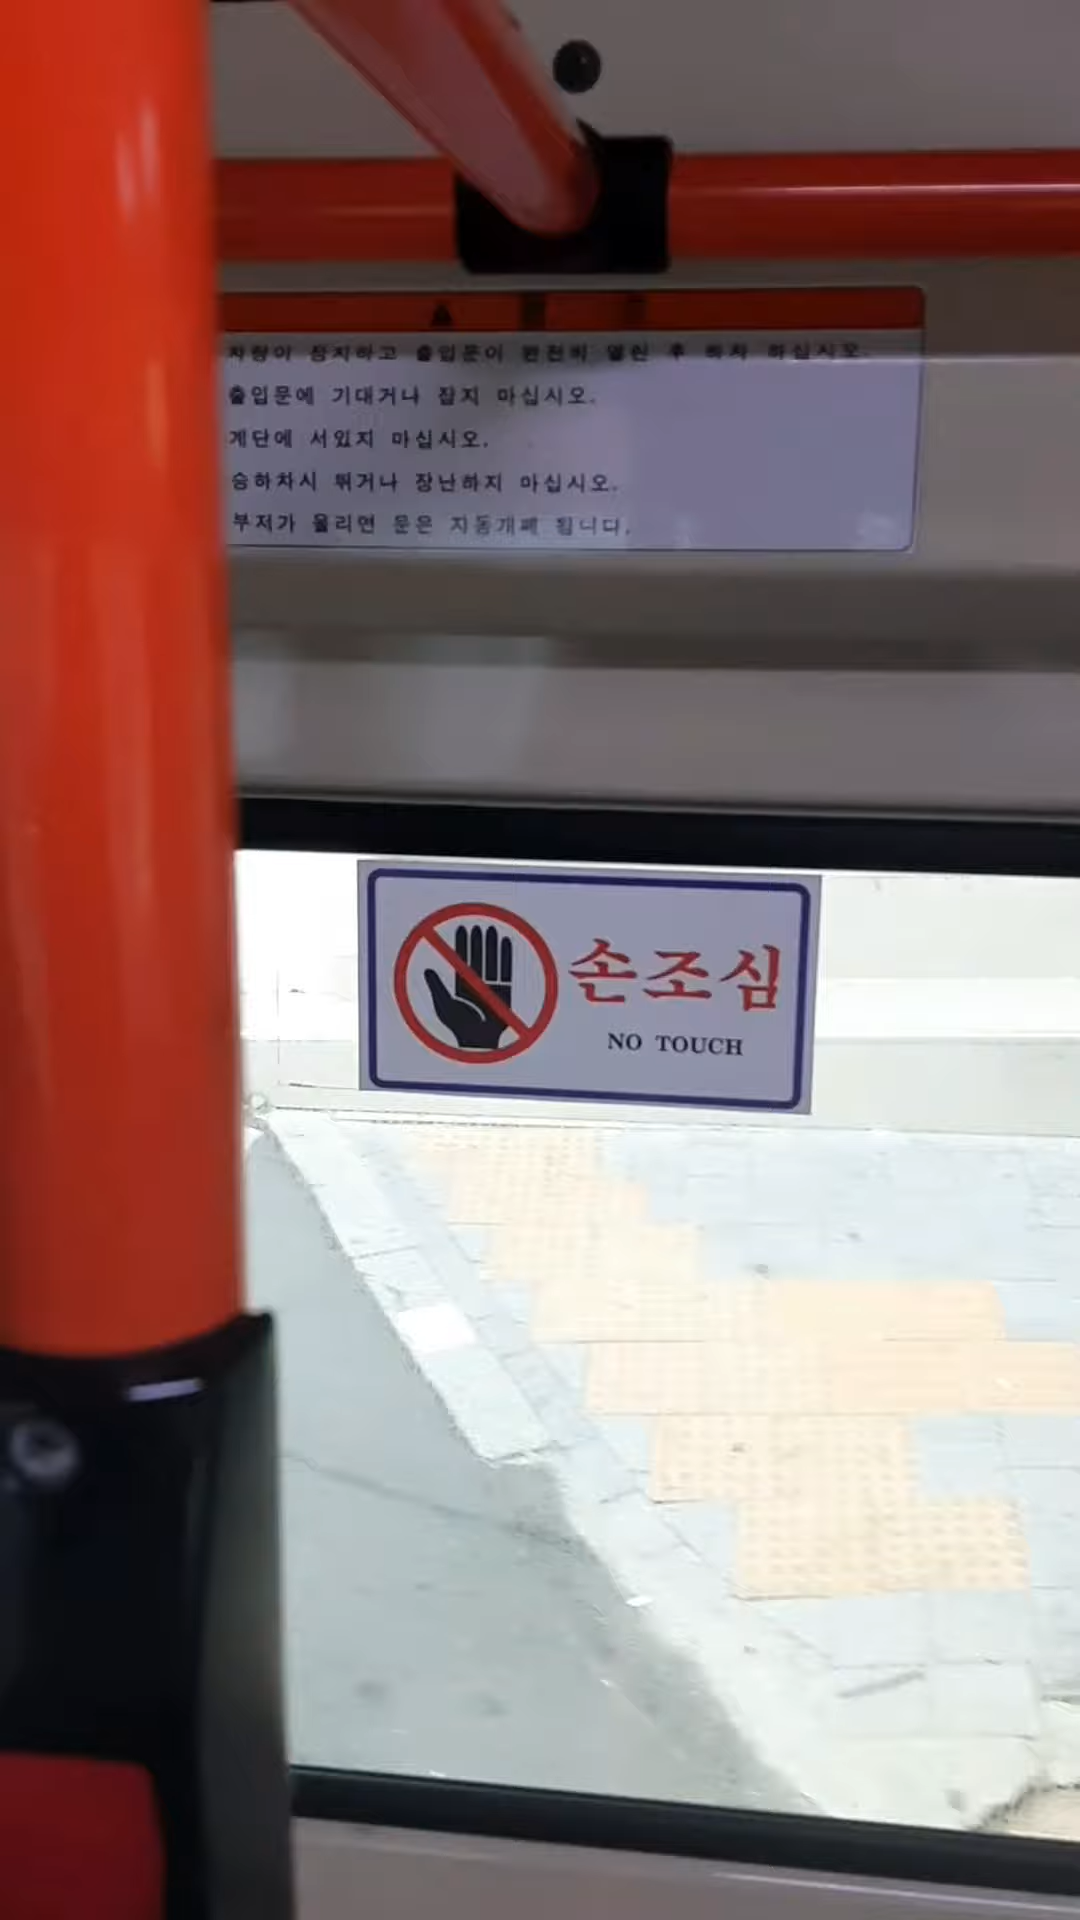 차량이 정지하고 출입문이 완전히 열린 후 하차 하십시오.
출입문에 기대거나 잡지 마십시오.
계단에 서있지 마십시오.
승하차시 뛰거나 장난하지 마십시오.
부저가 울리면 문은 자동개폐 됩니다.
손조심
NO TOUCH